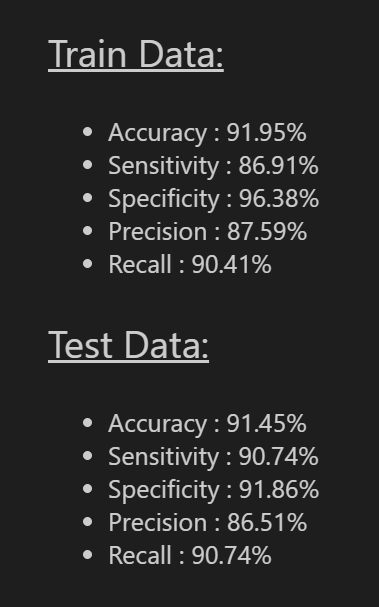 Train Data:
• Accuracy : 91.95%
• Sensitivity : 86.91%
• Specificity : 96.38%
• Precision : 87.59%
• Recall : 90.41%
Test Data:
• Accuracy : 91.45%
• Sensitivity : 90.74%
• Specificity : 91.86%
• Precision : 86.51%
• Recall : 90.74%